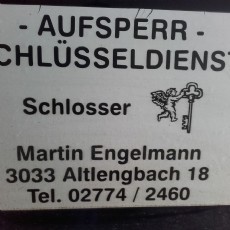 - AUFSPERR -
CHLÜSSELDIENST
Schlosser
Martin Engelmann
3033 Altlengbach 18
Tel. 02774 / 2460